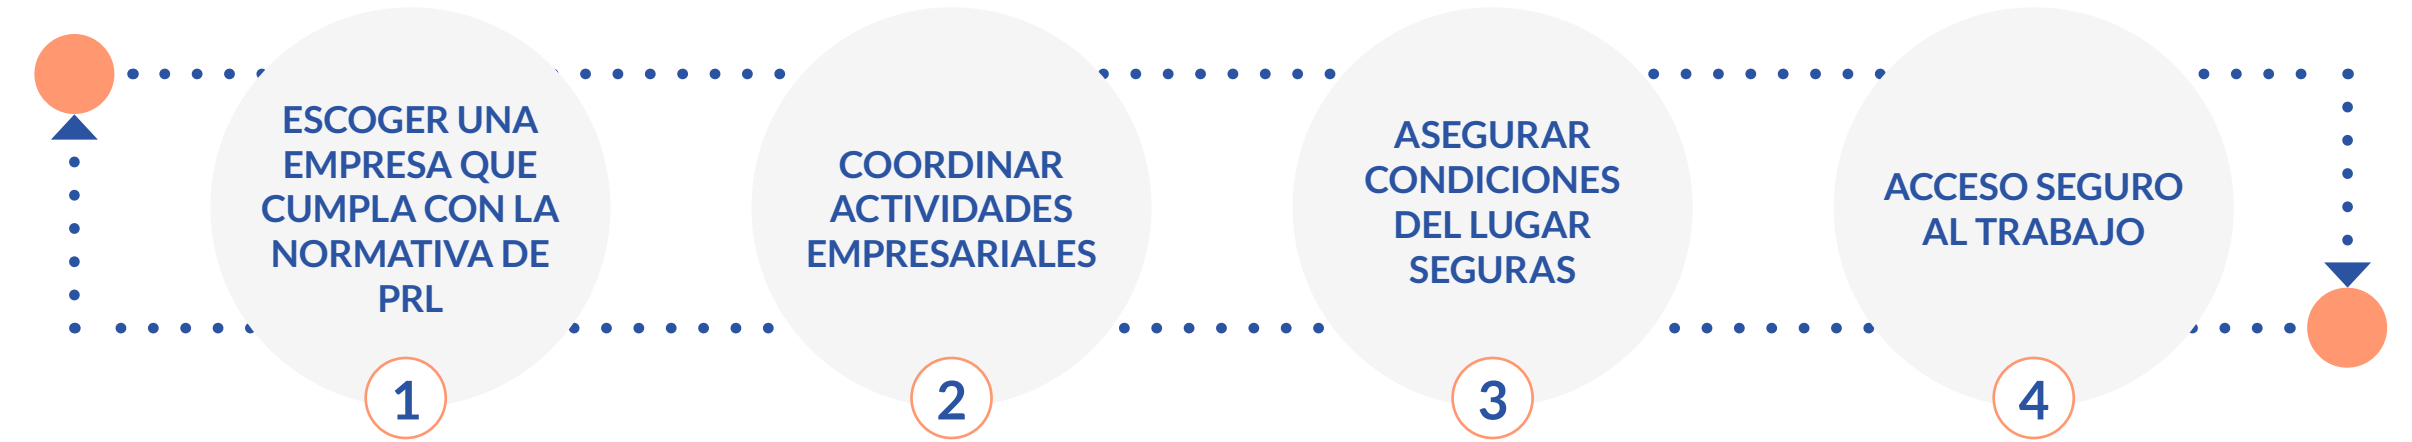 ESCOGER UNA
EMPRESA QUE
CUMPLA CON LA
NORMATIVA DE
PRL
1
COORDINAR
ACTIVIDADES
EMPRESARIALES
2
ASEGURAR
CONDICIONES
DEL LUGAR
SEGURAS
3
ACCESO SEGURO
AL TRABAJO
4